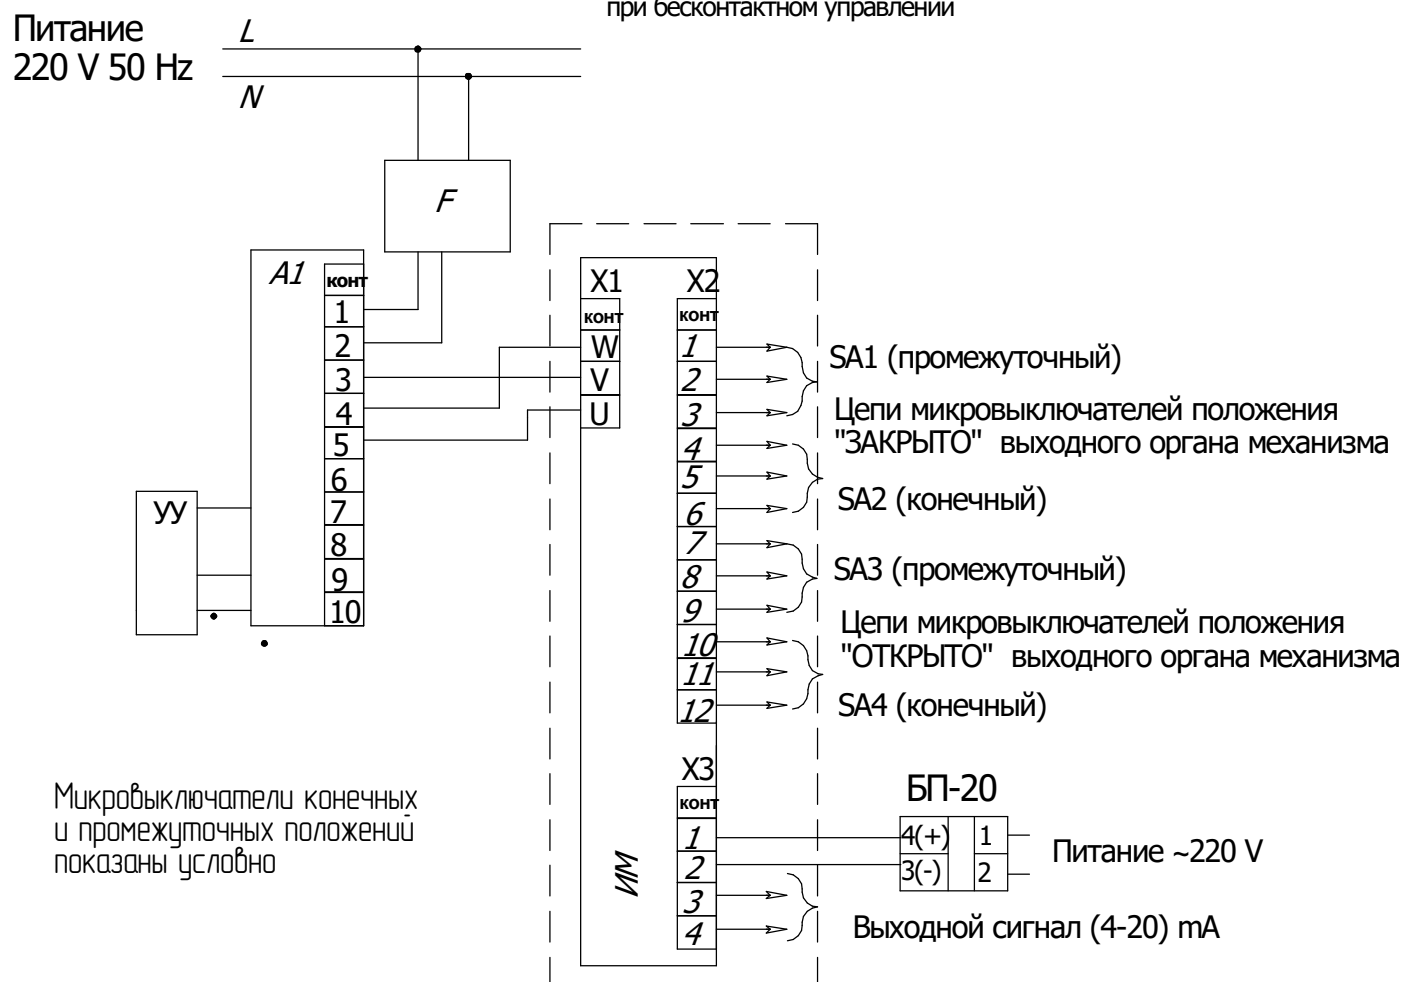 при бесконтактном управлении
Питание
220 V 50 Hz
L
N
F
A1
конт
1
2
3
4
5
6
7
8
9
10
УУ
X1
конт
W
V
U
X2
конт
1
2
3
4
5
6
7
8
9
10
11
12
SA1 (промежуточный)
Цепи микровыключателей положения
"ЗАКРЫТО" выходного органа механизма
SA2 (конечный)
SA3 (промежуточный)
Цепи микровыключателей положения
"ОТКРЫТО" выходного органа механизма
SA4 (конечный)
X3
конт
1
2
3
4
ИМ
БП-20
4(+)
1
3(-)
2
Питание ~220 V
Выходной сигнал (4-20) mA
Микровыключатели конечных
и промежуточных положений
показаны условно